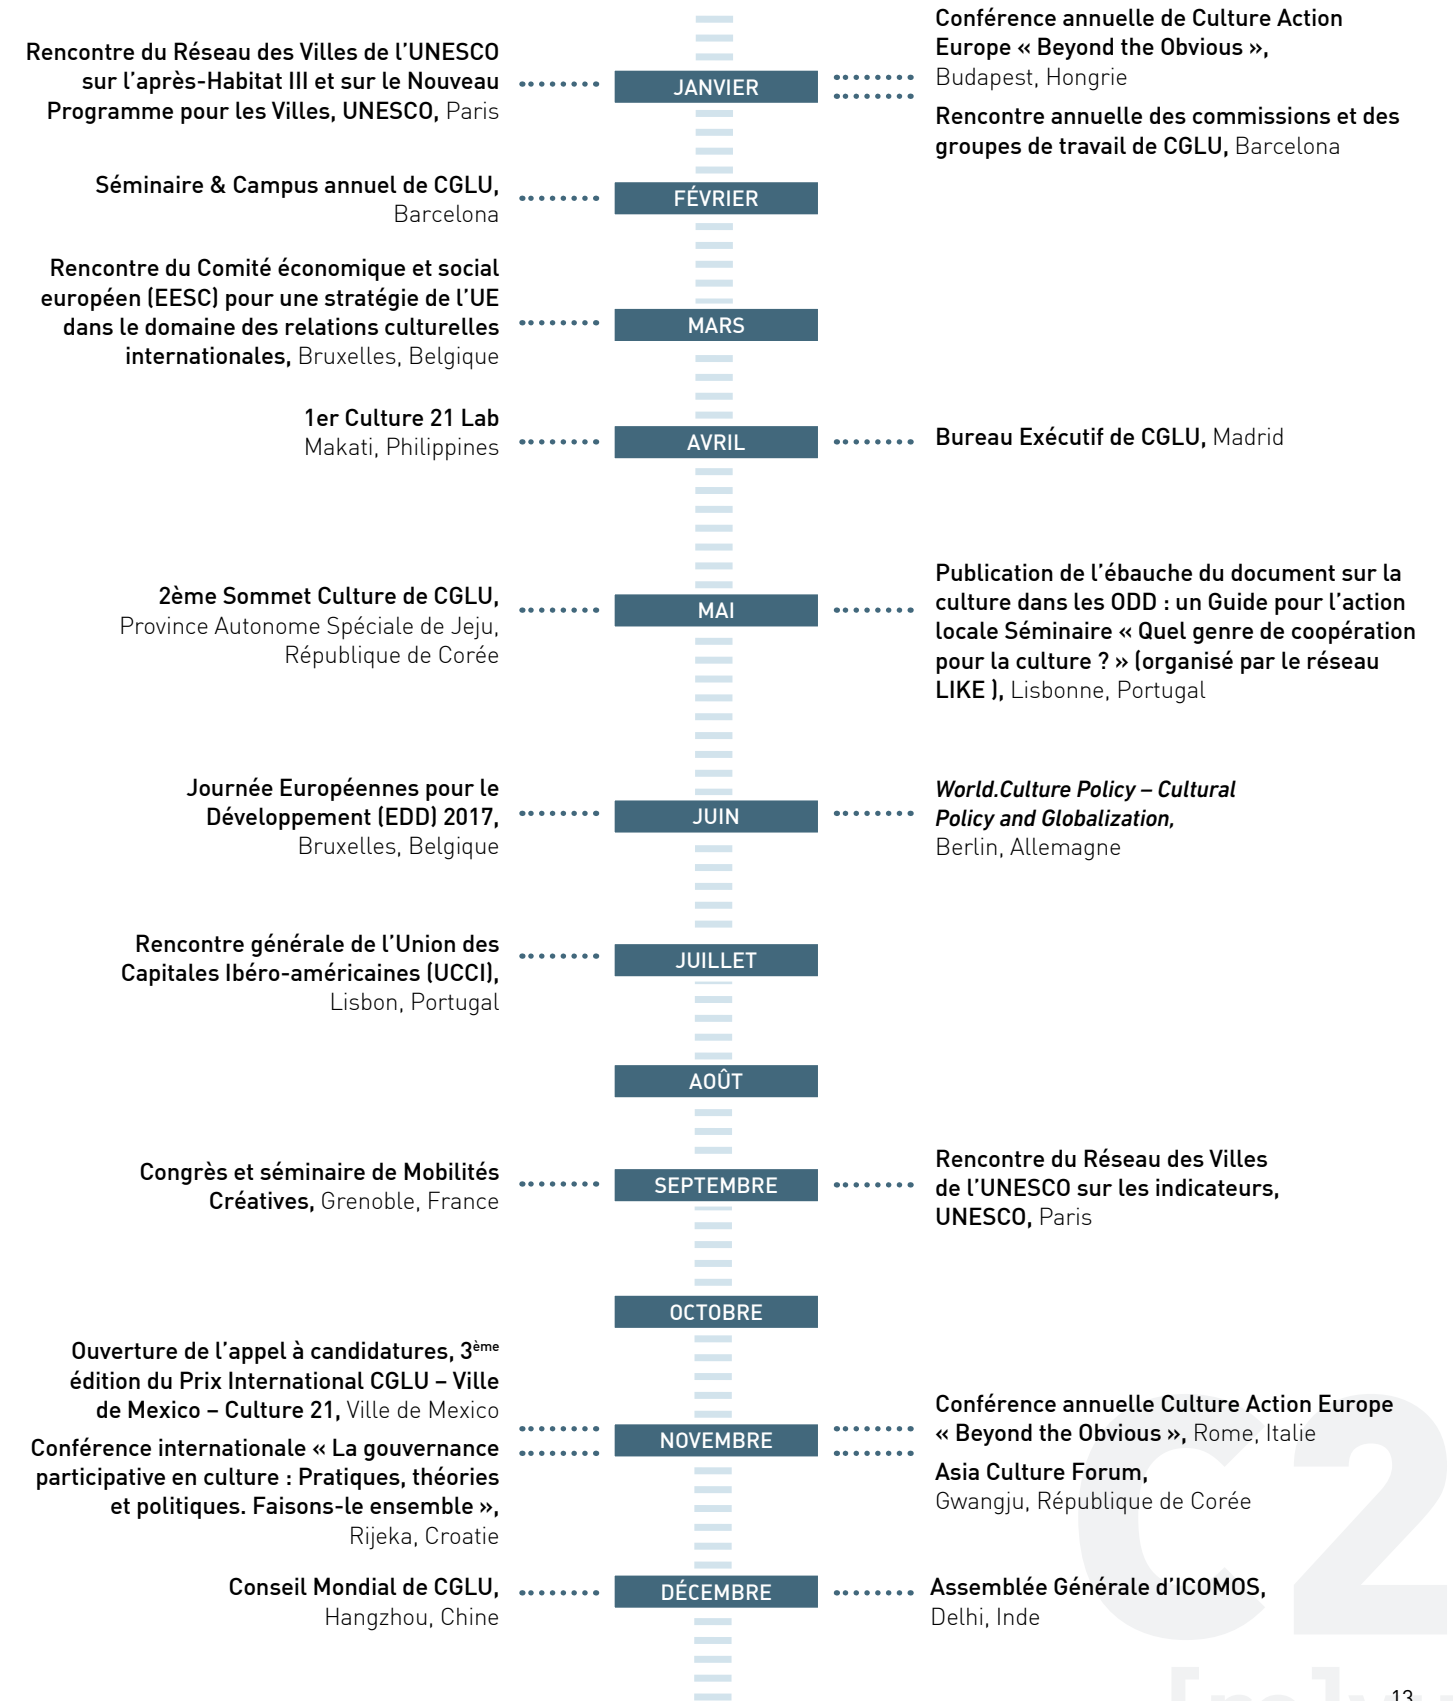 Rencontre du Réseau des Villes de l’UNESCO
sur l’après-Habitat III et sur le Nouveau
Programme pour les Villes, UNESCO, Paris
JANVIER
Conférence annuelle de Culture Action
Europe « Beyond the Obvious »,
Budapest, Hongrie
Rencontre annuelle des commissions et des
groupes de travail de CGLU, Barcelona
Séminaire & Campus annuel de CGLU,
Barcelona
FÉVRIER
Rencontre du Comité économique et social
européen (EESC) pour une stratégie de l’UE
dans le domaine des relations culturelles
internationales, Bruxelles, Belgique
MARS
1er Culture 21 Lab
Makati, Philippines
AVRIL
Bureau Exécutif de CGLU, Madrid
2ème Sommet Culture de CGLU,
Province Autonome Spéciale de Jeju,
République de Corée
MAI
Publication de l’ébauche du document sur la
culture dans les ODD : un Guide pour l’action
locale Séminaire « Quel genre de coopération
pour la culture ? » (organisé par le réseau
LIKE ), Lisbonne, Portugal
Journée Européennes pour le
Développement (EDD) 2017,
Bruxelles, Belgique
JUIN
World.Culture Policy – Cultural
Policy and Globalization,
Berlin, Allemagne
Rencontre générale de l’Union des
Capitales Ibéro-américaines (UCCI),
Lisbon, Portugal
JUILLET
AOÛT
Congrès et séminaire de Mobilités
Créatives, Grenoble, France
SEPTEMBRE
Rencontre du Réseau des Villes
de l’UNESCO sur les indicateurs,
UNESCO, Paris
OCTOBRE
Ouverture de l’appel à candidatures, 3ème
édition du Prix International CGLU – Ville
de Mexico – Culture 21, Ville de Mexico
Conférence internationale « La gouvernance
participative en culture : Pratiques, théories
et politiques. Faisons-le ensemble »,
Rijeka, Croatie
NOVEMBRE
Conférence annuelle Culture Action Europe
« Beyond the Obvious », Rome, Italie
Asia Culture Forum,
Gwangju, République de Corée
Conseil Mondial de CGLU,
Hangzhou, Chine
DÉCEMBRE
Assemblée Générale d’ICOMOS,
Delhi, Inde
C2
13